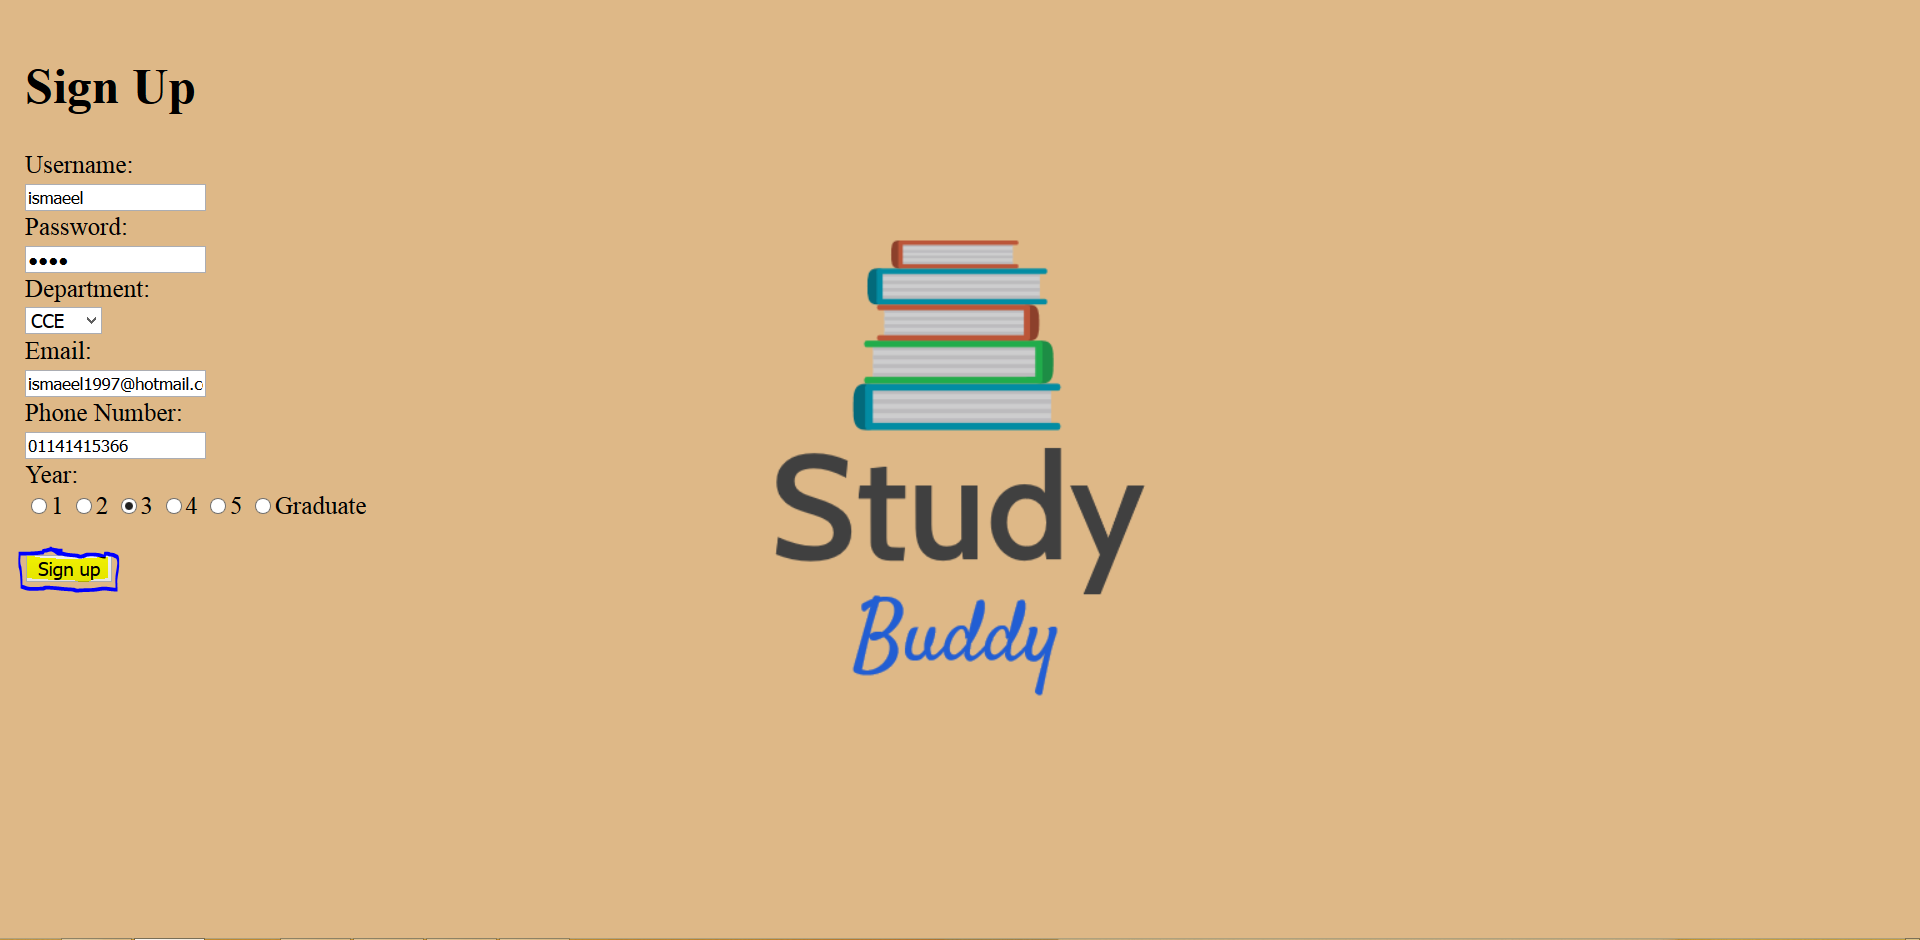 Sign Up
Username:
ismaeel
Password:
••••
Department:
CCE
Email:
ismaeel1997@hotmail.c
Phone Number:
01141415366
Year:
1 2 3 4 5 Graduate
Sign up
Study
Buddy